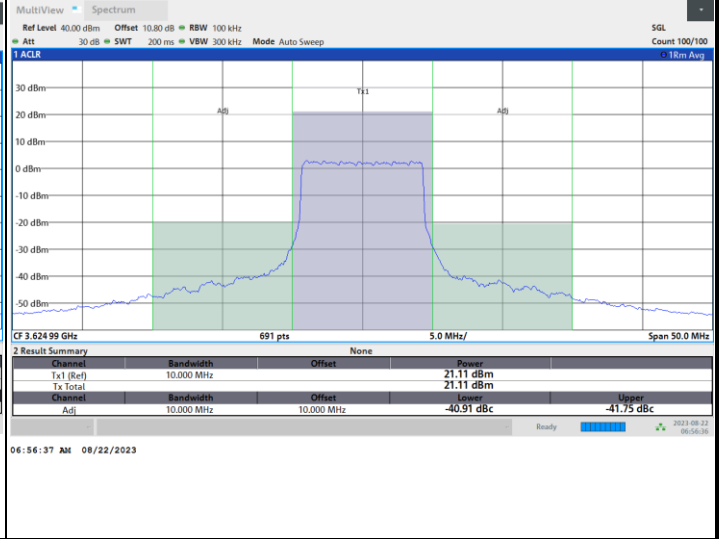 MultiView Spectrum
Ref Level 40.00 dBm Offset 10.80 dB RBW 100 kHz SGL
Att 30 dB SWT 200 ms VBW 300 kHz Mode Auto Sweep Count 100/100
1 ACLR 1Rm Avg
30 dBm Tx1
20 dBm Adj Adj
10 dBm
0 dBm
-10 dBm
-20 dBm
-30 dBm
-40 dBm
-50 dBm
CF 3.624 99 GHz 691 pts 5.0 MHz/ Span 50.0 MHz
2 Result Summary None
Channel Bandwidth Offset Power
Tx1 (Ref) 10.000 MHz 21.11 dBm
Tx Total 21.11 dBm
Channel Bandwidth Offset Lower Upper
Adj 10.000 MHz 10.000 MHz -40.91 dBc -41.75 dBc
Ready 2023-08-22
06:56:36
06:56:37 AM 08/22/2023